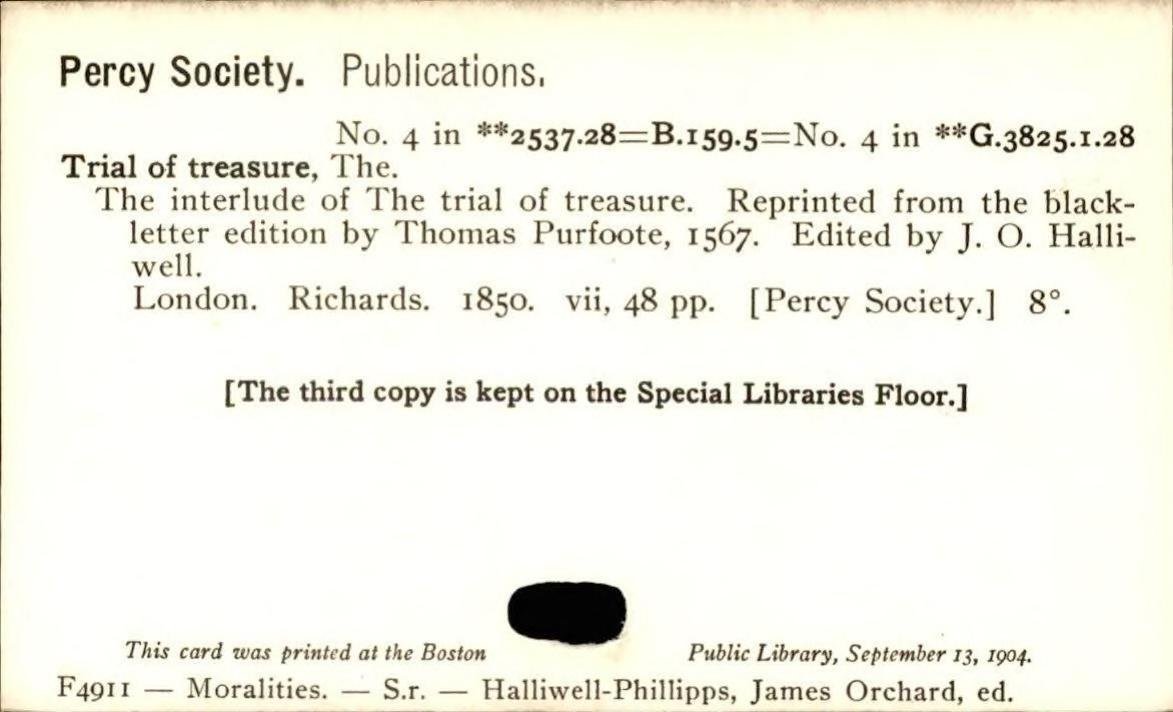 Percy Society. Publications.
No. 4 in **2537.28=B.159.5=No. 4 in **G.3825.1.28
Trial of treasure, The.
The interlude of The trial of treasure. Reprinted from the black-
letter edition by Thomas Purfoote, 1567. Edited by J. O. Halli-
well.
London. Richards. 1850. vii, 48 pp. [Percy Society.] 8°.
[The third copy is kept on the Special Libraries Floor.]
This card was printed at the Boston Public Library, September 13, 1904.
F4911 — Moralities. — S.r. — Halliwell-Phillipps, James Orchard, ed.